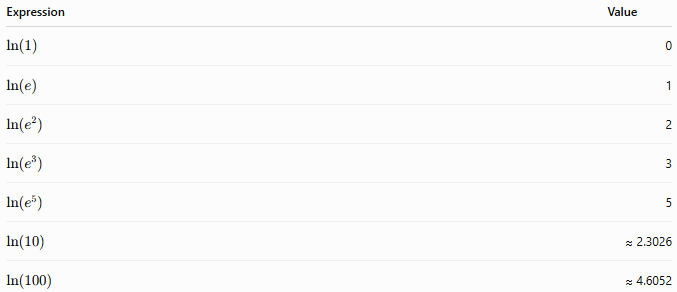 Expression Value
ln(1) 0
ln(e) 1
ln(e²) 2
ln(e³) 3
ln(e⁵) 5
ln(10) ≈ 2.3026
ln(100) ≈ 4.6052